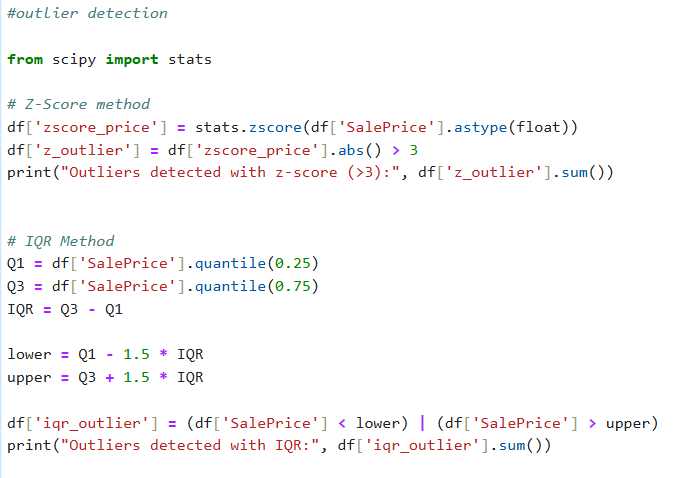 #outlier detection
from scipy import stats
# Z-Score method
df['zscore_price'] = stats.zscore(df['SalePrice'].astype(float))
df['z_outlier'] = df['zscore_price'].abs() > 3
print("Outliers detected with z-score (>3):", df['z_outlier'].sum())
# IQR Method
Q1 = df['SalePrice'].quantile(0.25)
Q3 = df['SalePrice'].quantile(0.75)
IQR = Q3 - Q1
lower = Q1 - 1.5 * IQR
upper = Q3 + 1.5 * IQR
df['iqr_outlier'] = (df['SalePrice'] < lower) | (df['SalePrice'] > upper)
print("Outliers detected with IQR:", df['iqr_outlier'].sum())